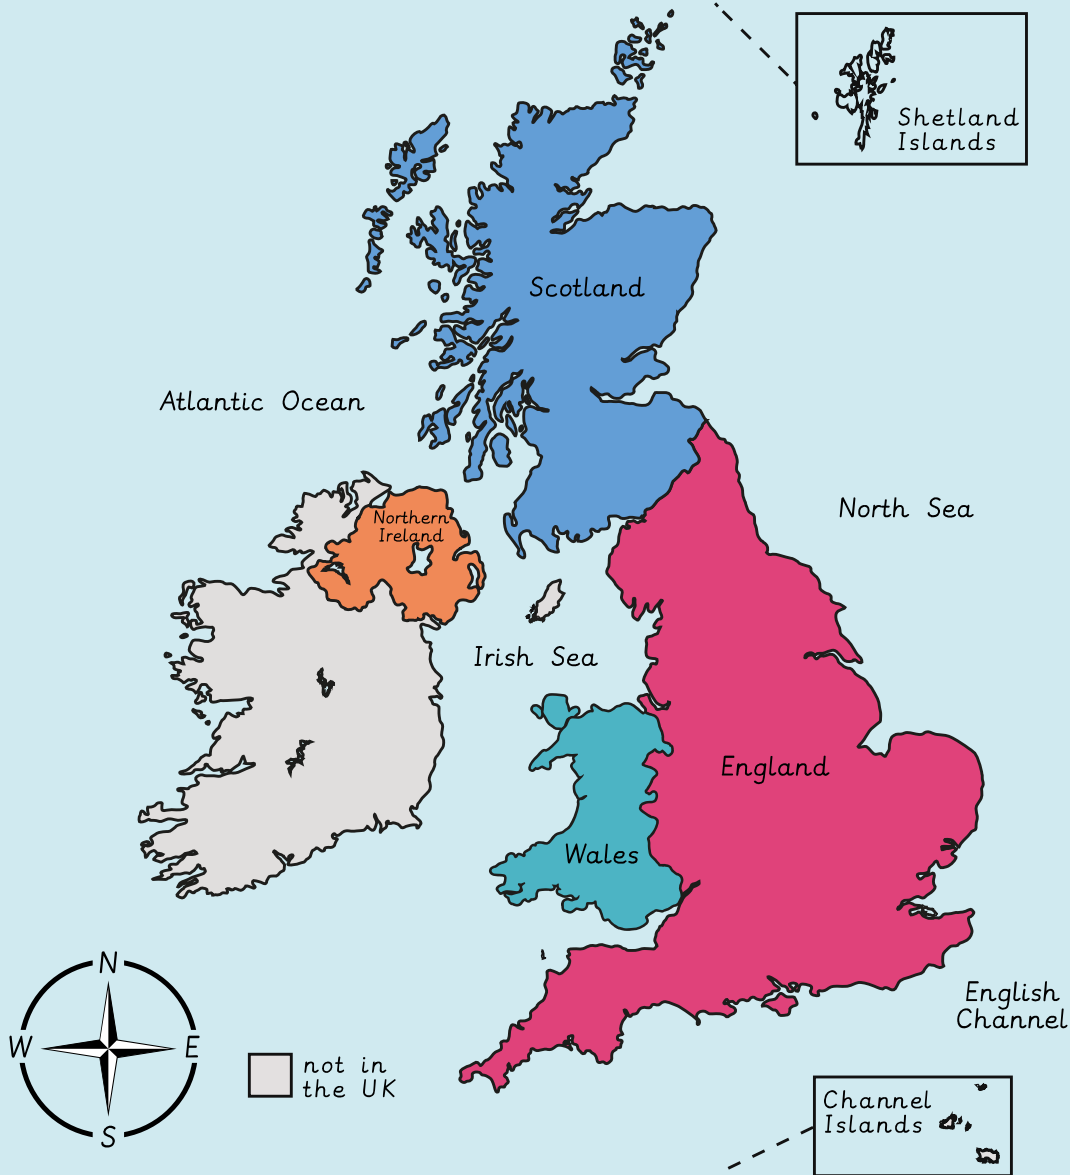 Shetland
Islands
Scotland
Atlantic Ocean
North Sea
Northern
Ireland
Irish Sea
England
Wales
N
W
E
S
not in
the UK
English
Channel
Channel
Islands